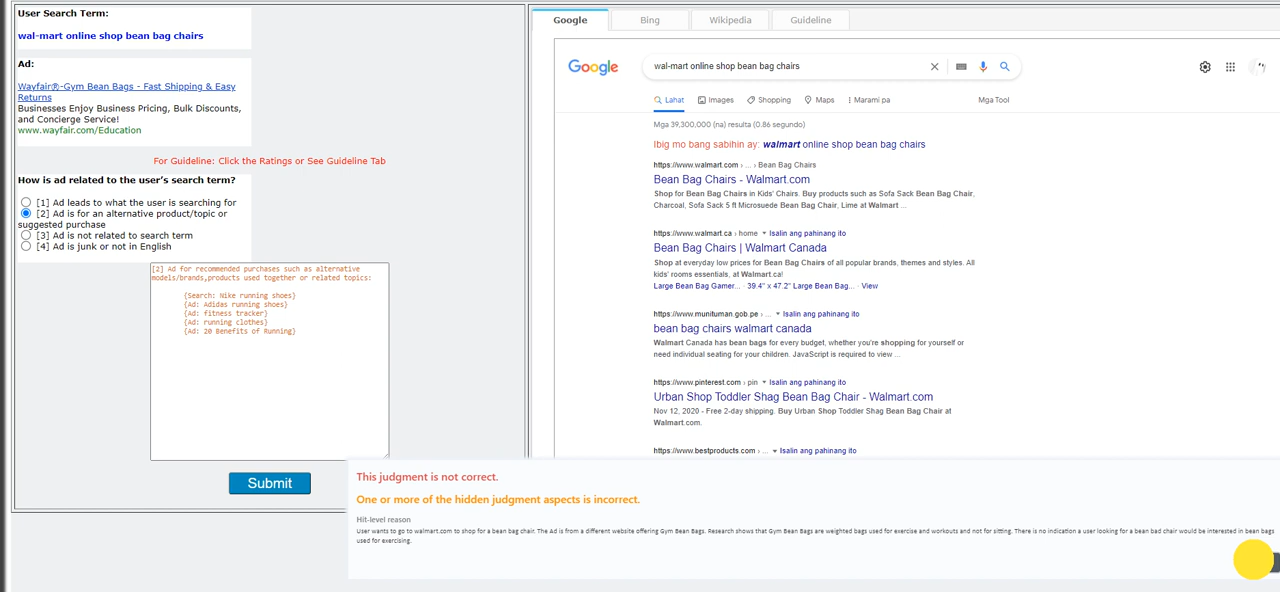 User Search Term:
wal-mart online shop bean bag chairs
Ad:
Wayfair®-Gym Bean Bags - Fast Shipping & Easy
Returns
Businesses Enjoy Business Pricing, Bulk Discounts,
and Concierge Service!
www.wayfair.com/Education
For Guideline: Click the Ratings or See Guideline Tab
How is ad related to the user's search term?
[1] Ad leads to what the user is searching for
[2] Ad is for an alternative product/topic or
suggested purchase
[3] Ad is not related to search term
[4] Ad is junk or not in English
[2] Ad for recommended purchases such as alternative
models/brands,products used together or related topics:
{Search: Nike running shoes}
{Ad: Adidas running shoes}
{Ad: fitness tracker}
{Ad: running clothes}
{Ad: 20 Benefits of Running}
Submit
Google Bing Wikipedia Guideline
Google
wal-mart online shop bean bag chairs
Lahat Images Shopping Maps Marami pa Mga Tool
Mga 39,300,000 (na) resulta (0.86 segundo)
Ibig mo bang sabihin ay: walmart online shop bean bag chairs
https://www.walmart.com › ... › Bean Bag Chairs
Bean Bag Chairs - Walmart.com
Shop for Bean Bag Chairs in Kids' Chairs. Buy products such as Sofa Sack Bean Bag Chair,
Charcoal, Sofa Sack 5 ft Microsuede Bean Bag Chair, Lime at Walmart ...
https://www.walmart.ca › home Isalin ang pahinang ito
Bean Bag Chairs | Walmart Canada
Shop at everyday low prices for Bean Bag Chairs of all popular brands, themes and styles. All
kids' rooms essentials, at Walmart.ca!
Large Bean Bag Gamer... · 39.4" x 47.2" Large Bean Bag... · View
https://www.munituman.gob.pe › ... Isalin ang pahinang ito
bean bag chairs walmart canada
Walmart Canada has bean bags for every budget, whether you're shopping for yourself or
need individual seating for your children. JavaScript is required to view ...
https://www.pinterest.com › pin Isalin ang pahinang ito
Urban Shop Toddler Shag Bean Bag Chair - Walmart.com
Nov 12, 2020 - Free 2-day shipping. Buy Urban Shop Toddler Shag Bean Bag Chair at
Walmart.com.
https://www.bestproducts.com › ... Isalin ang pahinang ito
This judgment is not correct.
One or more of the hidden judgment aspects is incorrect.
Hit-level reason
User wants to go to walmart.com to shop for a bean bag chair. The Ad is from a different website offering Gym Bean Bags. Research shows that Gym Bean Bags are weighted bags used for exercise and workouts and not for sitting. There is no indication a user looking for a bean bad chair would be interested in bean bags
used for exercising.